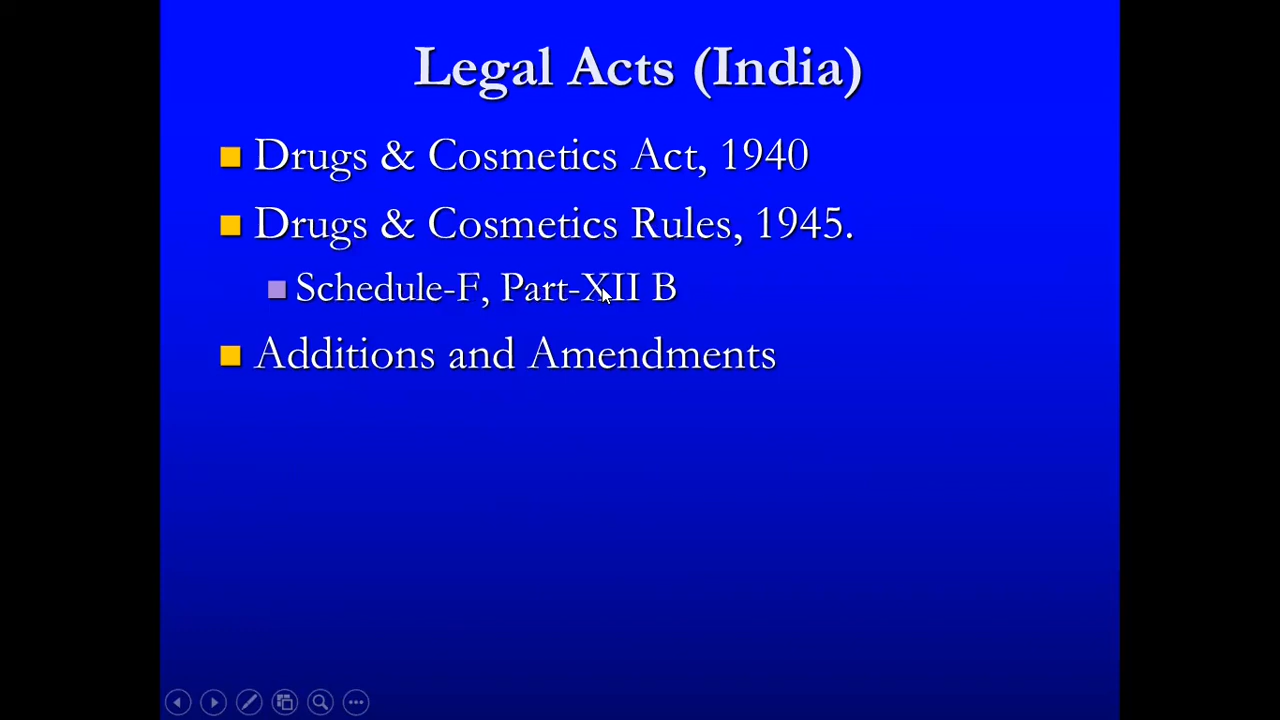 Legal Acts (India)
Drugs & Cosmetics Act, 1940
Drugs & Cosmetics Rules, 1945.
Schedule-F, Part-XII B
Additions and Amendments